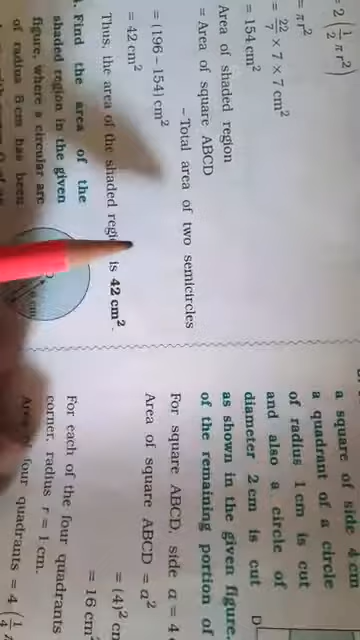 = 2 (1/2 πr²)
= πr²
= 22/7 × 7 × 7 cm²
= 154 cm²
Area of shaded region
= Area of square ABCD
– Total area of two semicircles
= (196 – 154) cm²
= 42 cm²
Thus, the area of the shaded regi is 42 cm².
Find the area of the
shaded region in the given
figure, where a circular arc
of radius 6 cm has been
a square of side 4 cm
a quadrant of a circle
of radius 1 cm is cut
and also a circle of
diameter 2 cm is cut
as shown in the given figure
of the remaining portion of
D
For square ABCD, side a = 4
Area of square ABCD = a²
= (4)² cm
= 16 cm
For each of the four quadrants
corner, radius r = 1 cm.
four quadrants = 4 (1/4